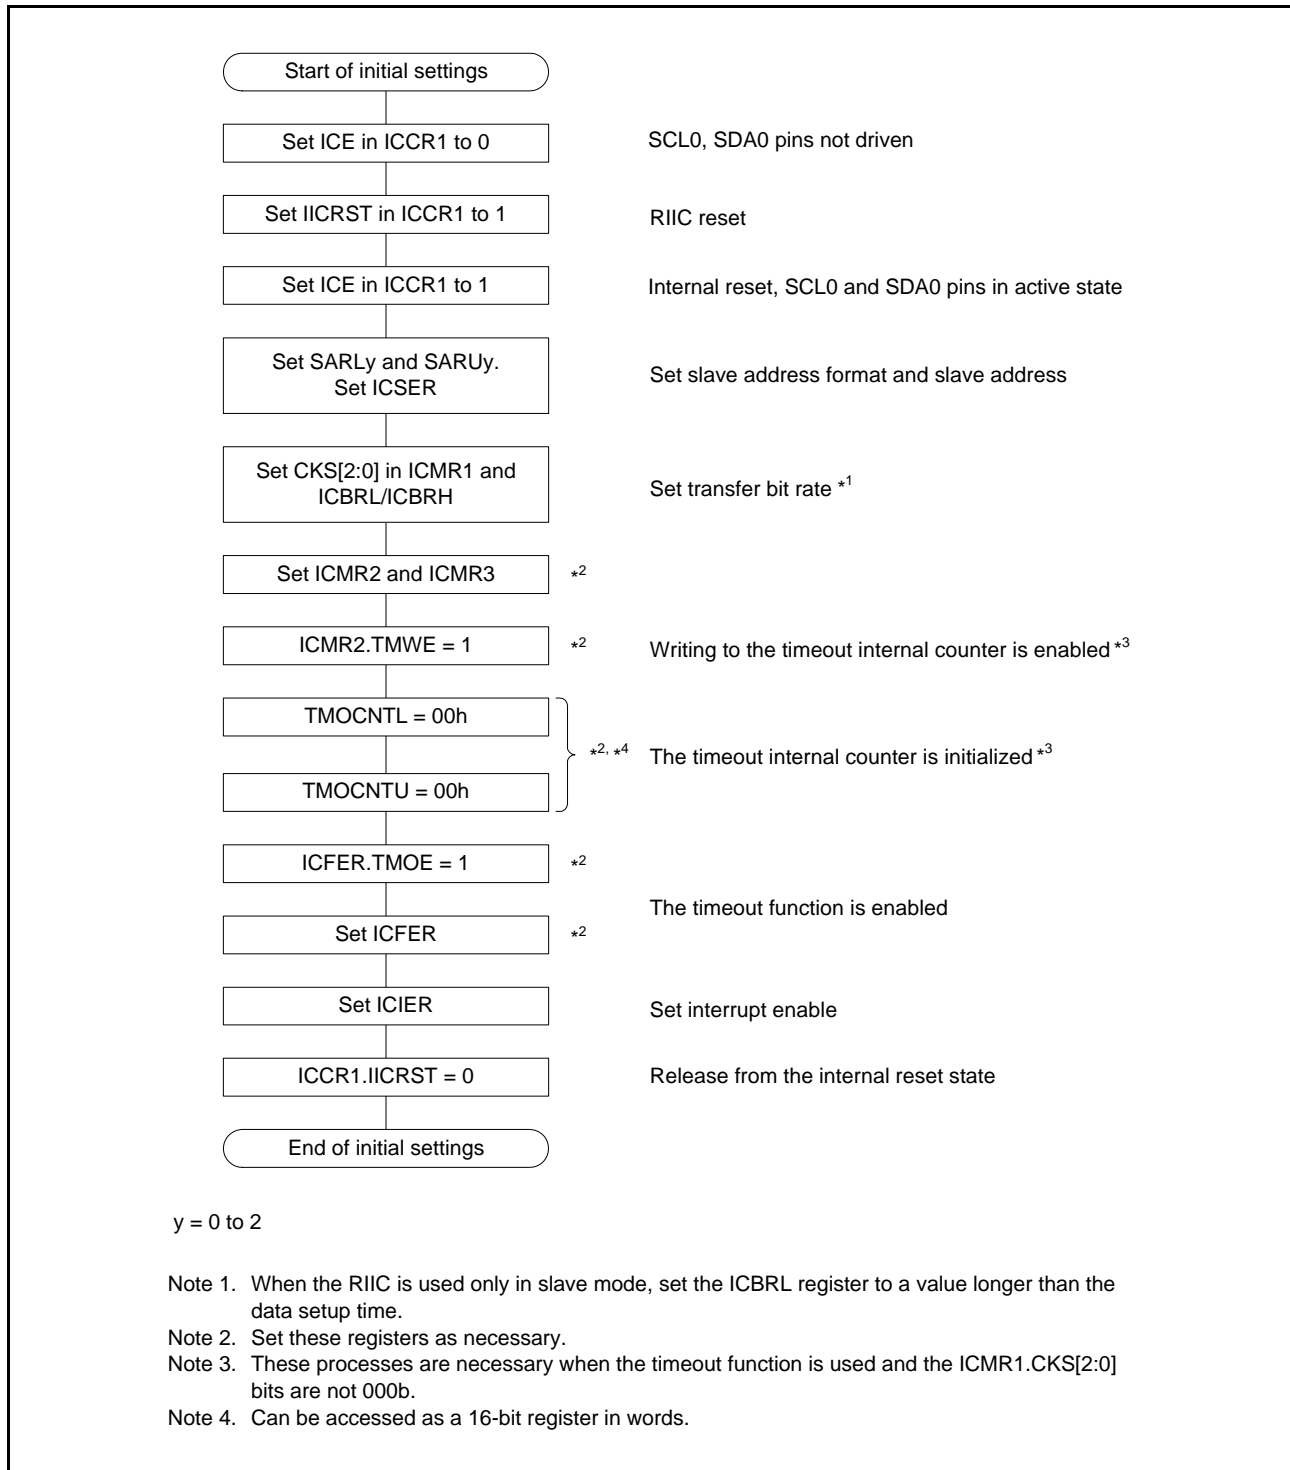 Start of initial settings
Set ICE in ICCR1 to 0
SCL0, SDA0 pins not driven
Set IICRST in ICCR1 to 1
RIIC reset
Set ICE in ICCR1 to 1
Internal reset, SCL0 and SDA0 pins in active state
Set SARLy and SARUy.
Set ICSER
Set slave address format and slave address
Set CKS[2:0] in ICMR1 and
ICBRL/ICBRH
Set transfer bit rate *1
Set ICMR2 and ICMR3
*2
ICMR2.TMWE = 1
*2
Writing to the timeout internal counter is enabled *3
TMOCNTL = 00h
*2, *4
The timeout internal counter is initialized *3
TMOCNTU = 00h
ICFER.TMOE = 1
*2
The timeout function is enabled
Set ICFER
*2
Set ICIER
Set interrupt enable
ICCR1.IICRST = 0
Release from the internal reset state
End of initial settings
y = 0 to 2
Note 1. When the RIIC is used only in slave mode, set the ICBRL register to a value longer than the
data setup time.
Note 2. Set these registers as necessary.
Note 3. These processes are necessary when the timeout function is used and the ICMR1.CKS[2:0]
bits are not 000b.
Note 4. Can be accessed as a 16-bit register in words.